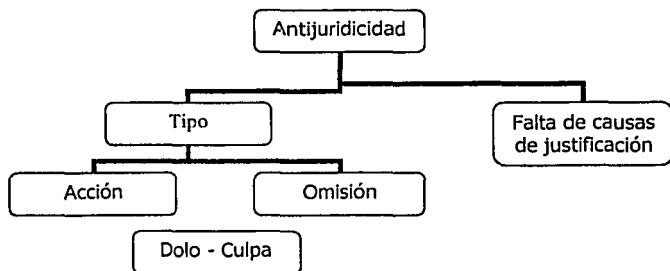 Antijuridicidad
Tipo
Falta de causas
de justificación
Acción
Omisión
Dolo - Culpa